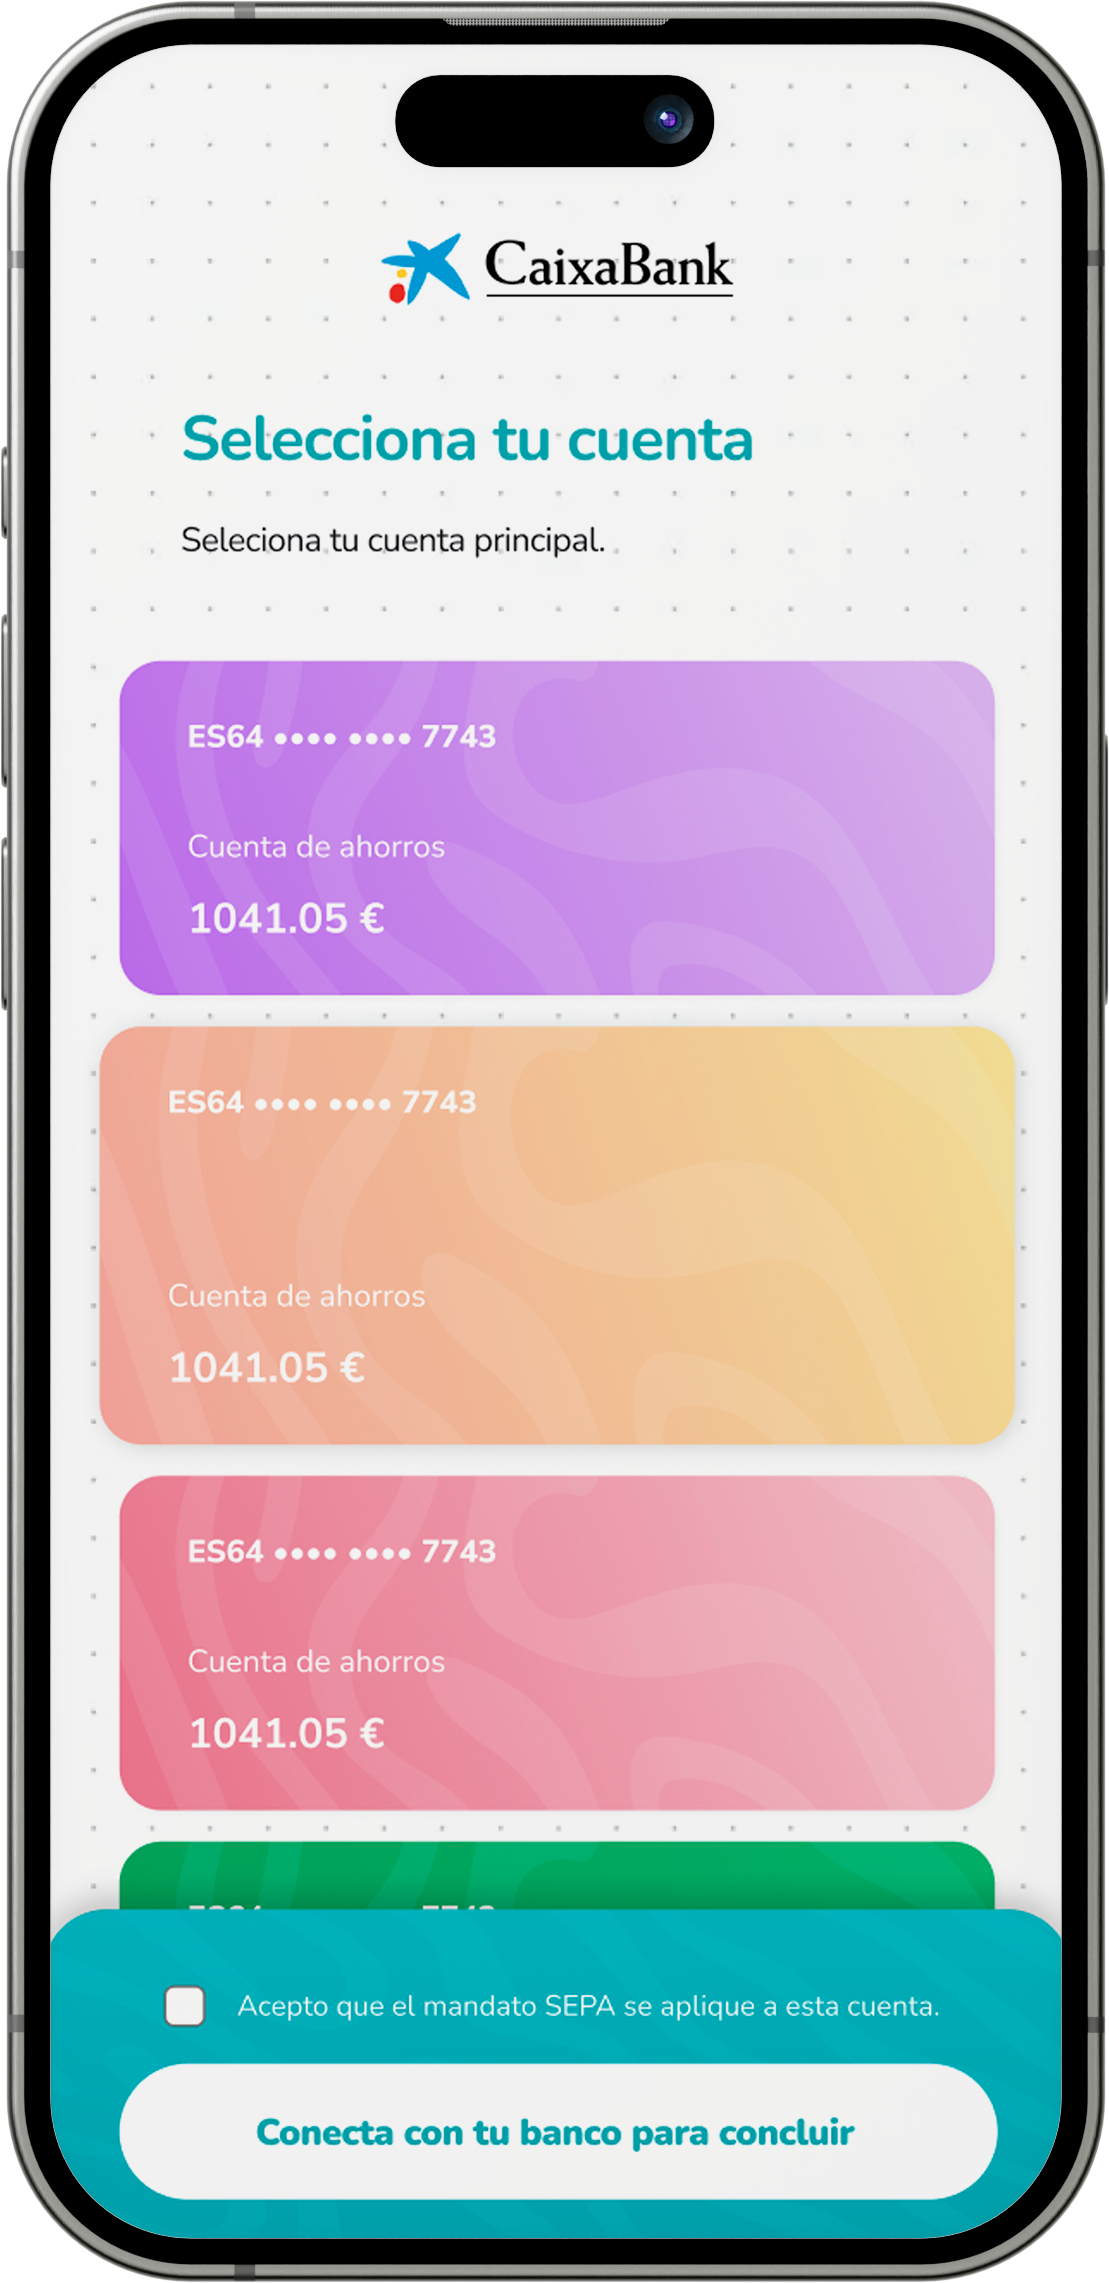 CaixaBank
Selecciona tu cuenta
Seleciona tu cuenta principal.
ES64 •••• •••• 7743
Cuenta de ahorros
1041.05 €
ES64 •••• •••• 7743
Cuenta de ahorros
1041.05 €
ES64 •••• •••• 7743
Cuenta de ahorros
1041.05 €
Acepto que el mandato SEPA se aplique a esta cuenta.
Conecta con tu banco para concluir